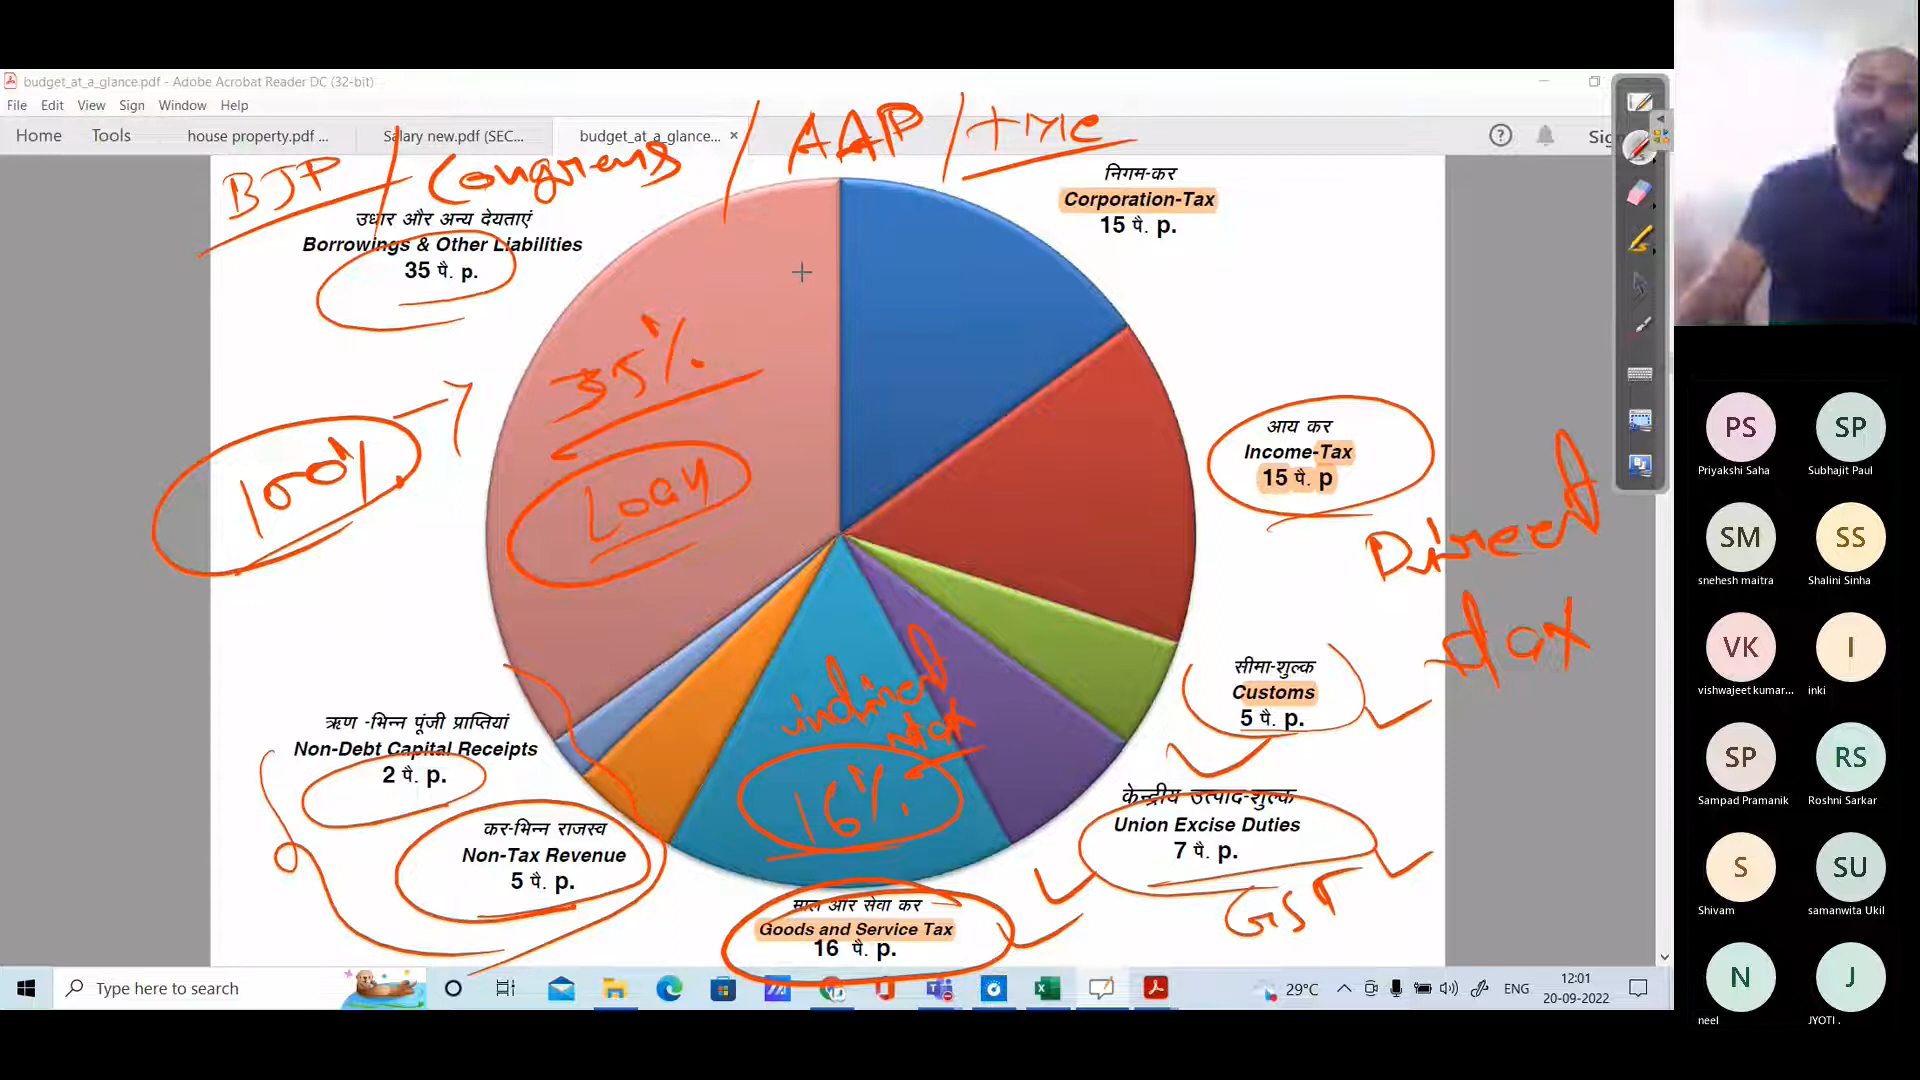 budget_at_a_glance.pdf - Adobe Acrobat Reader DC (32-bit)
File Edit View Sign Window Help
Home Tools house property.pdf ... Salary new.pdf (SEC... budget_at_a_glance... ×
BJP / Congress / AAP / TMC
निगम-कर
Corporation-Tax
15 पै. p.
उधार और अन्य देयताएं
Borrowings & Other Liabilities
35 पै. p.
35%
Loan
100%
आय कर
Income-Tax
15 पै. p
Direct
tax
सीमा-शुल्क
Customs
5 पै. p.
ऋण -भिन्न पूंजी प्राप्तियां
Non-Debt Capital Receipts
2 पै. p.
indirect
tax
16%
केन्द्रीय उत्पाद-शुल्क
Union Excise Duties
7 पै. p.
GST
कर-भिन्न राजस्व
Non-Tax Revenue
5 पै. p.
माल और सेवा कर
Goods and Service Tax
16 पै. p.
Type here to search
29°C
ENG
12:01
20-09-2022
PS
Priyakshi Saha
SP
Subhajit Paul
SM
snehesh maitra
SS
Shalini Sinha
VK
vishwajeet kumar...
I
inki
SP
Sampad Pramanik
RS
Roshni Sarkar
S
Shivam
SU
samanwita Ukil
N
neel
J
JYOTI .